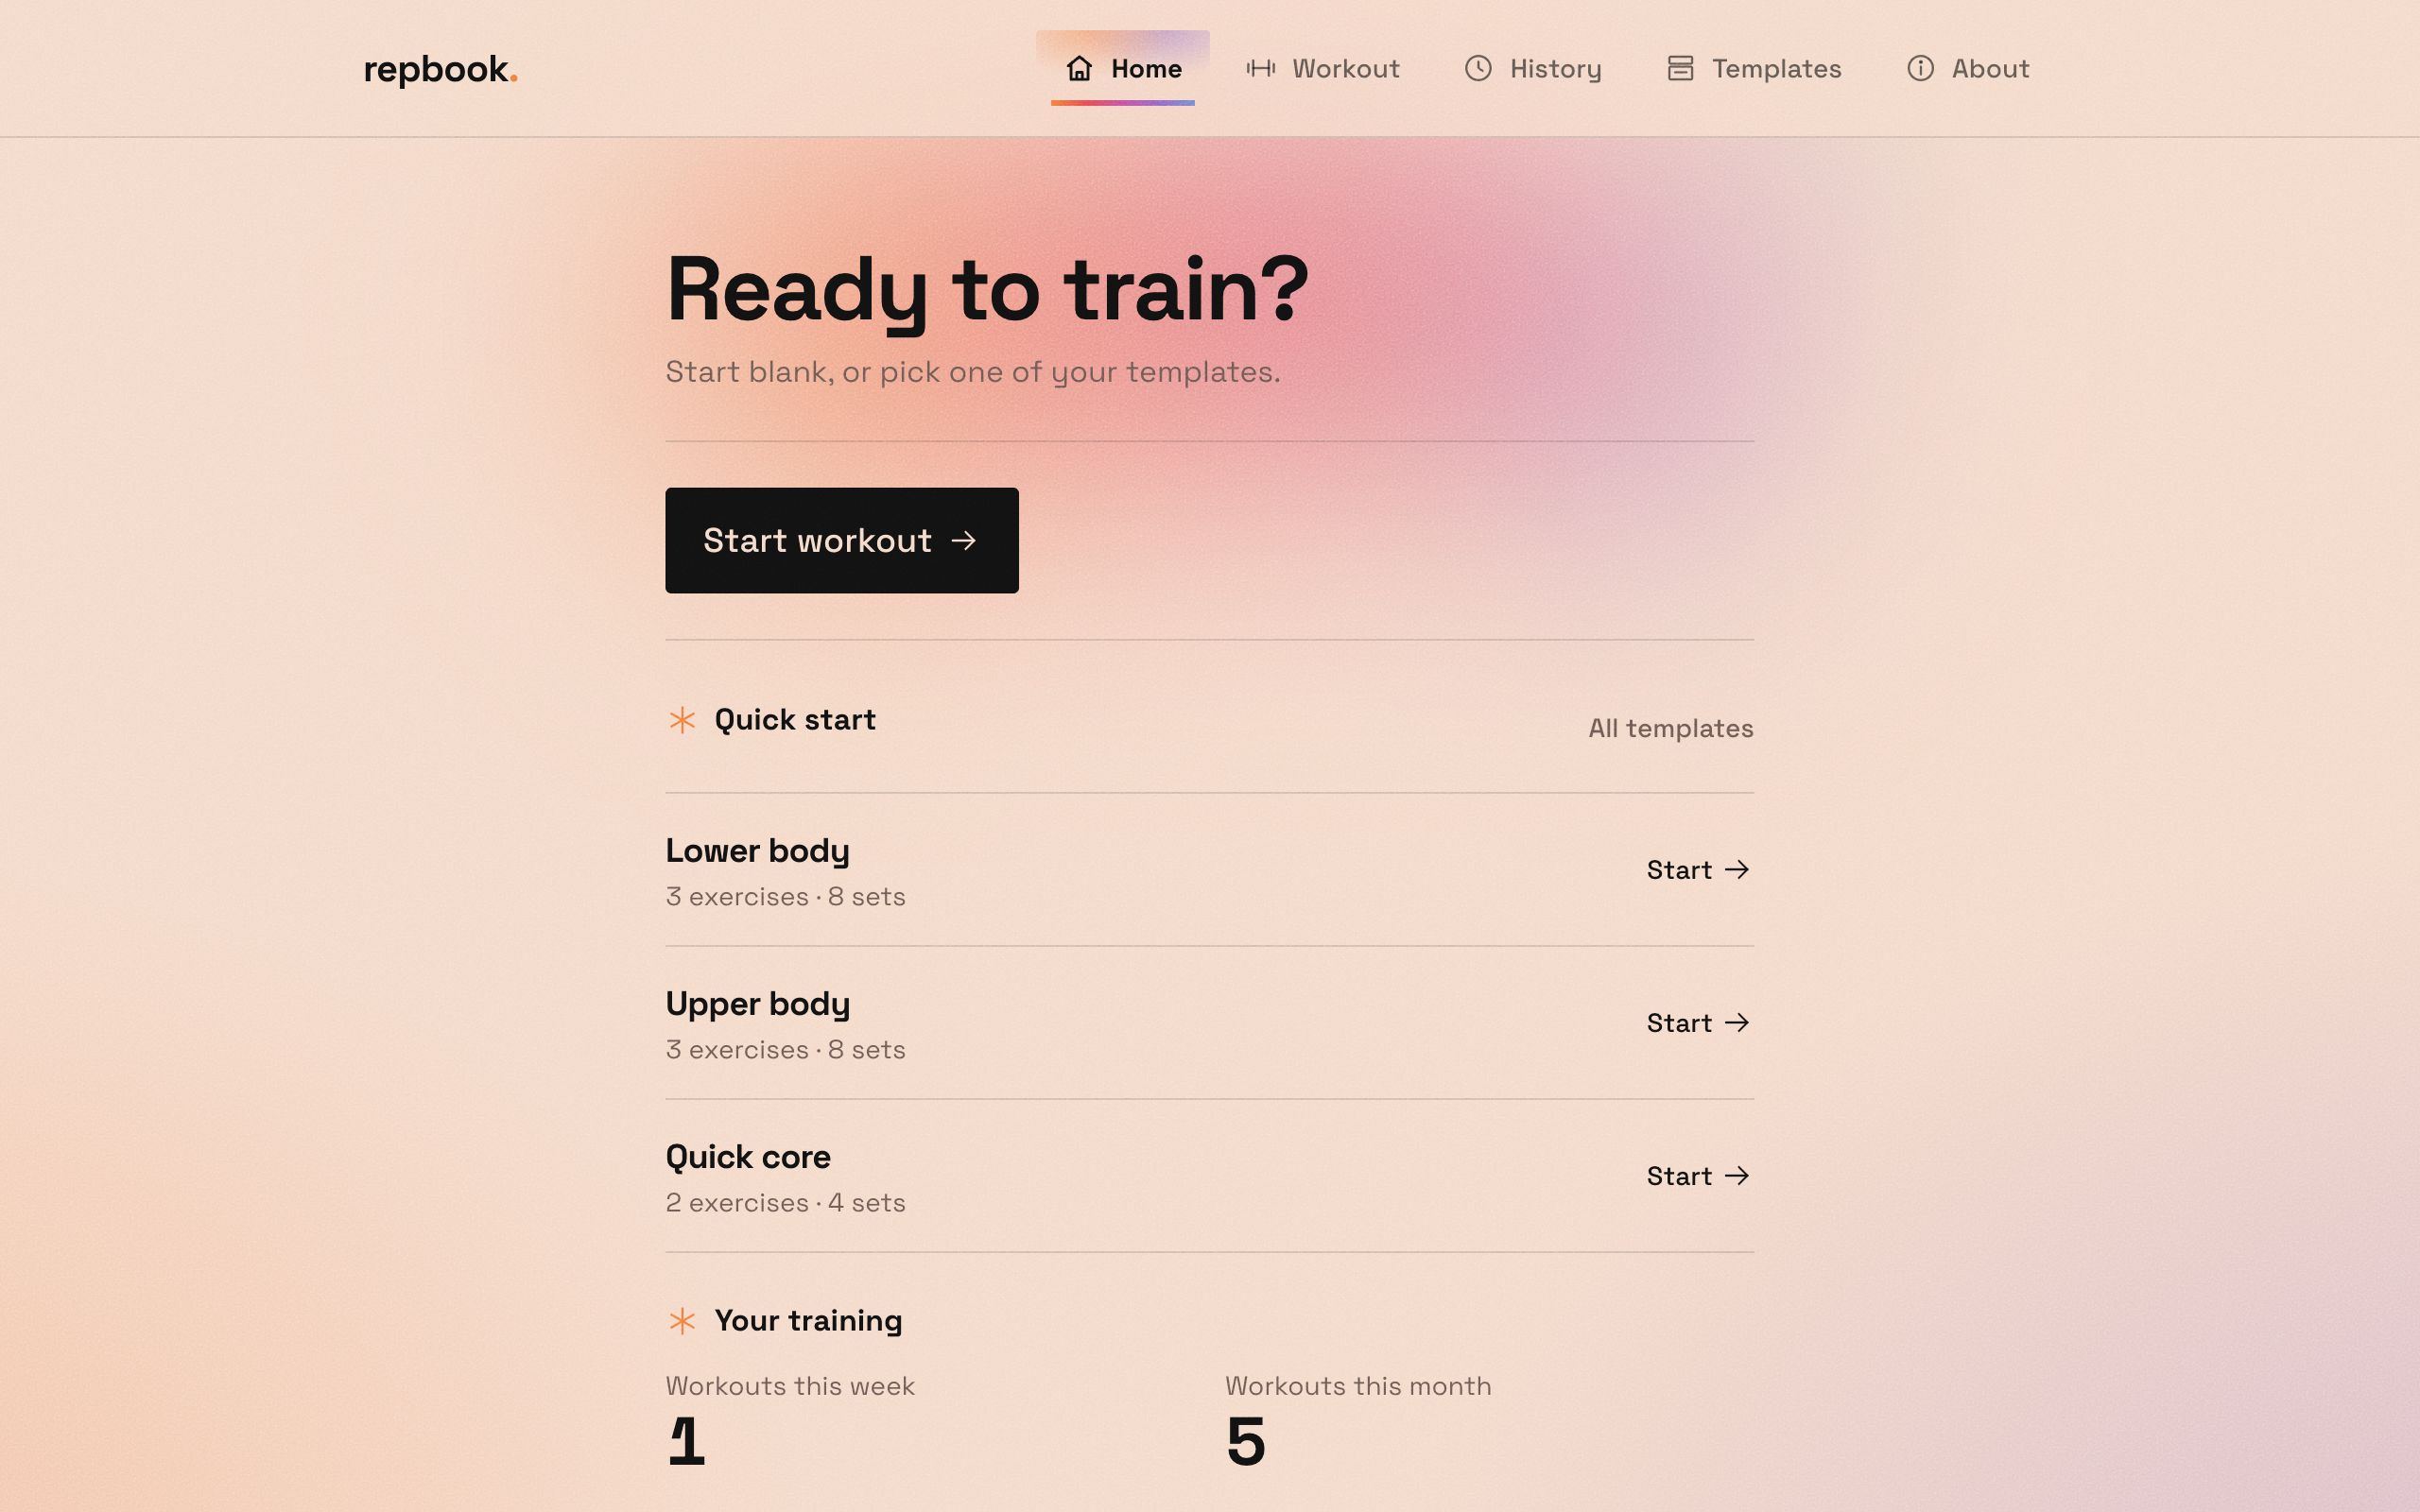 repbook.
Home
Workout
History
Templates
About
Ready to train?
Start blank, or pick one of your templates.
Start workout →
Quick start
All templates
Lower body
3 exercises · 8 sets
Start →
Upper body
3 exercises · 8 sets
Start →
Quick core
2 exercises · 4 sets
Start →
Your training
Workouts this week
1
Workouts this month
5